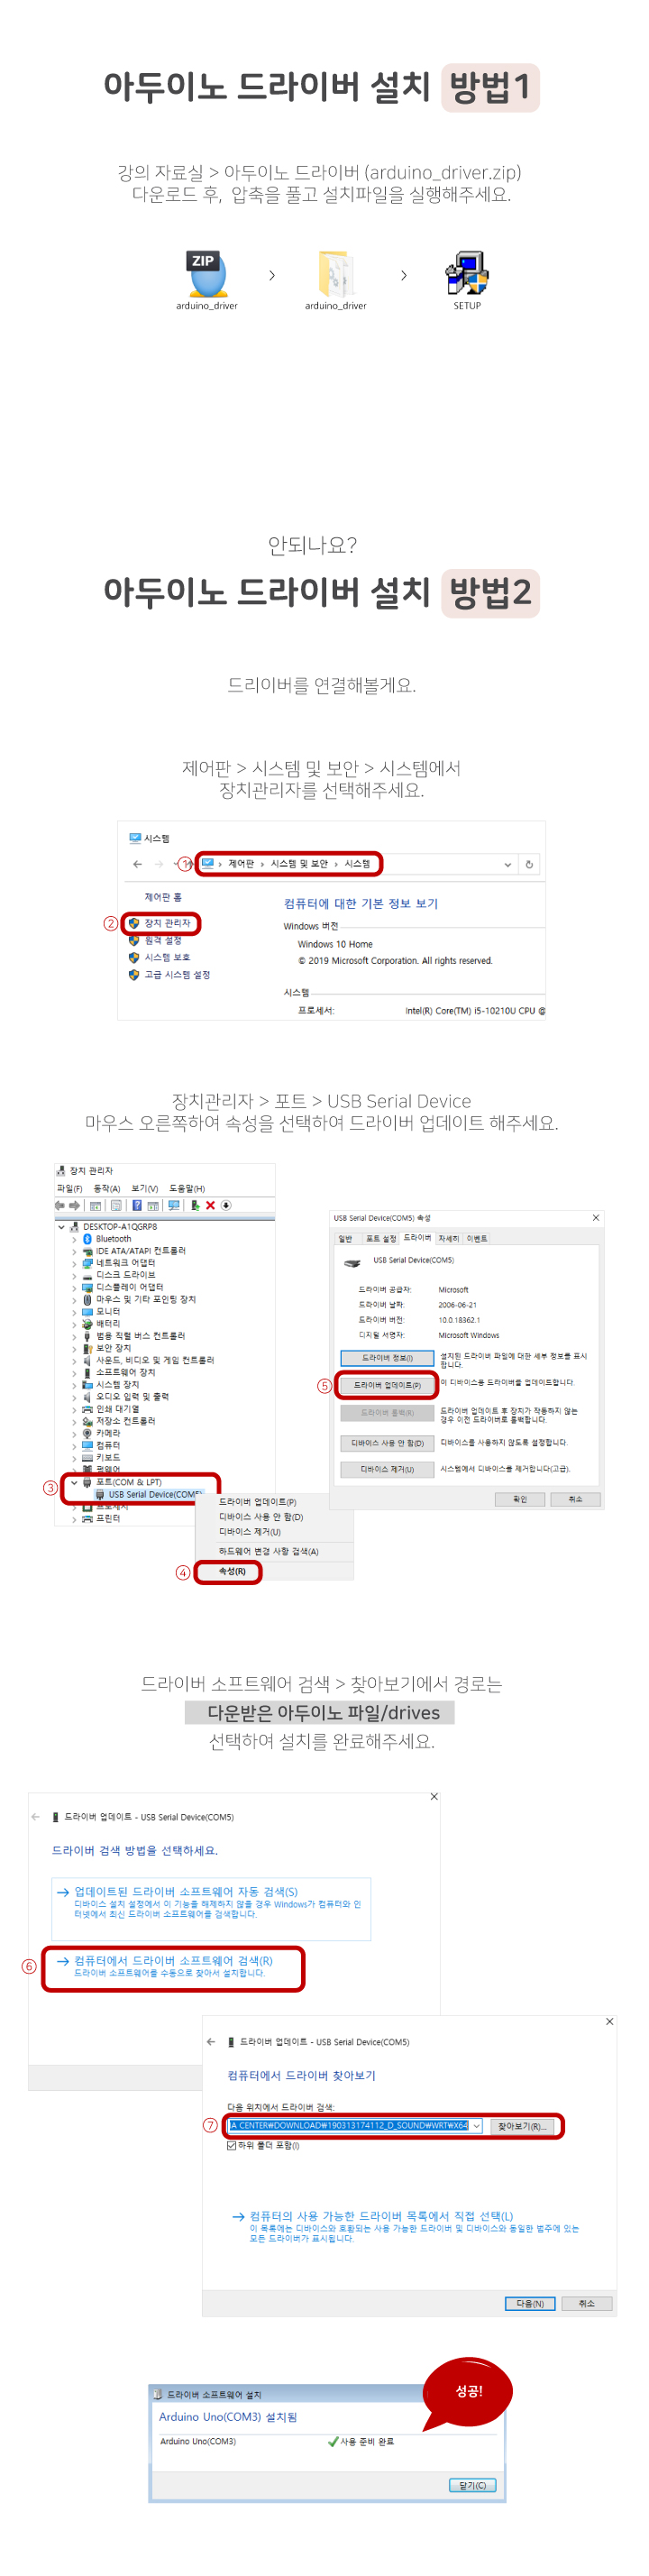 아두이노 드라이버 설치 방법1
강의 자료실 > 아두이노 드라이버 (arduino_driver.zip)
다운로드 후, 압축을 풀고 설치파일을 실행해주세요.
ZIP > >
arduino_driver arduino_driver SETUP
안되나요?
아두이노 드라이버 설치 방법2
드리이버를 연결해볼게요.
제어판 > 시스템 및 보안 > 시스템에서
장치관리자를 선택해주세요.
시스템
① 제어판 > 시스템 및 보안 > 시스템
제어판 홈
② 장치 관리자
원격 설정
시스템 보호
고급 시스템 설정
컴퓨터에 대한 기본 정보 보기
Windows 버전
Windows 10 Home
© 2019 Microsoft Corporation. All rights reserved.
시스템
프로세서: Intel(R) Core(TM) i5-10210U CPU @
장치관리자 > 포트 > USB Serial Device
마우스 오른쪽하여 속성을 선택하여 드라이버 업데이트 해주세요.
장치 관리자
파일(F) 동작(A) 보기(V) 도움말(H)
DESKTOP-A1QGRP8
Bluetooth
IDE ATA/ATAPI 컨트롤러
네트워크 어댑터
디스크 드라이브
디스플레이 어댑터
마우스 및 기타 포인팅 장치
모니터
배터리
범용 직렬 버스 컨트롤러
보안 장치
사운드, 비디오 및 게임 컨트롤러
소프트웨어 장치
시스템 장치
오디오 입력 및 출력
인쇄 대기열
저장소 컨트롤러
카메라
컴퓨터
키보드
펌웨어
③ 포트(COM & LPT)
USB Serial Device(COM5)
프로세서
프린터
드라이버 업데이트(P)
디바이스 사용 안 함(D)
디바이스 제거(U)
하드웨어 변경 사항 검색(A)
④ 속성(R)
USB Serial Device(COM5) 속성
일반 포트 설정 드라이버 자세히 이벤트
USB Serial Device(COM5)
드라이버 공급자: Microsoft
드라이버 날짜: 2006-06-21
드라이버 버전: 10.0.18362.1
디지털 서명자: Microsoft Windows
드라이버 정보(I) 설치된 드라이버 파일에 대한 세부 정보를 표시
합니다.
⑤ 드라이버 업데이트(P) 이 디바이스용 드라이버를 업데이트합니다.
드라이버 롤백(R) 드라이버 업데이트 후 장치가 작동하지 않는
경우 이전 드라이버로 롤백합니다.
디바이스 사용 안 함(D) 디바이스를 사용하지 않도록 설정합니다.
디바이스 제거(U) 시스템에서 디바이스를 제거합니다(고급).
확인 취소
드라이버 소프트웨어 검색 > 찾아보기에서 경로는
다운받은 아두이노 파일/drives
선택하여 설치를 완료해주세요.
드라이버 업데이트 - USB Serial Device(COM5)
드라이버 검색 방법을 선택하세요.
업데이트된 드라이버 소프트웨어 자동 검색(S)
디바이스 설치 설정에서 이 기능을 해제하지 않을 경우 Windows가 컴퓨터와 인
터넷에서 최신 드라이버 소프트웨어를 검색합니다.
⑥ 컴퓨터에서 드라이버 소프트웨어 검색(R)
드라이버 소프트웨어를 수동으로 찾아서 설치합니다.
드라이버 업데이트 - USB Serial Device(COM5)
컴퓨터에서 드라이버 찾아보기
다음 위치에서 드라이버 검색:
⑦ A CENTER₩DOWNLOAD₩190313174112_D_SOUND₩WRT₩X64 찾아보기(R)...
하위 폴더 포함(I)
컴퓨터의 사용 가능한 드라이버 목록에서 직접 선택(L)
이 목록에는 디바이스와 호환되는 사용 가능한 드라이버 및 디바이스와 동일한 범주에 있는
모든 드라이버가 표시됩니다.
다음(N) 취소
성공!
드라이버 소프트웨어 설치
Arduino Uno(COM3) 설치됨
Arduino Uno(COM3) 사용 준비 완료
닫기(C)